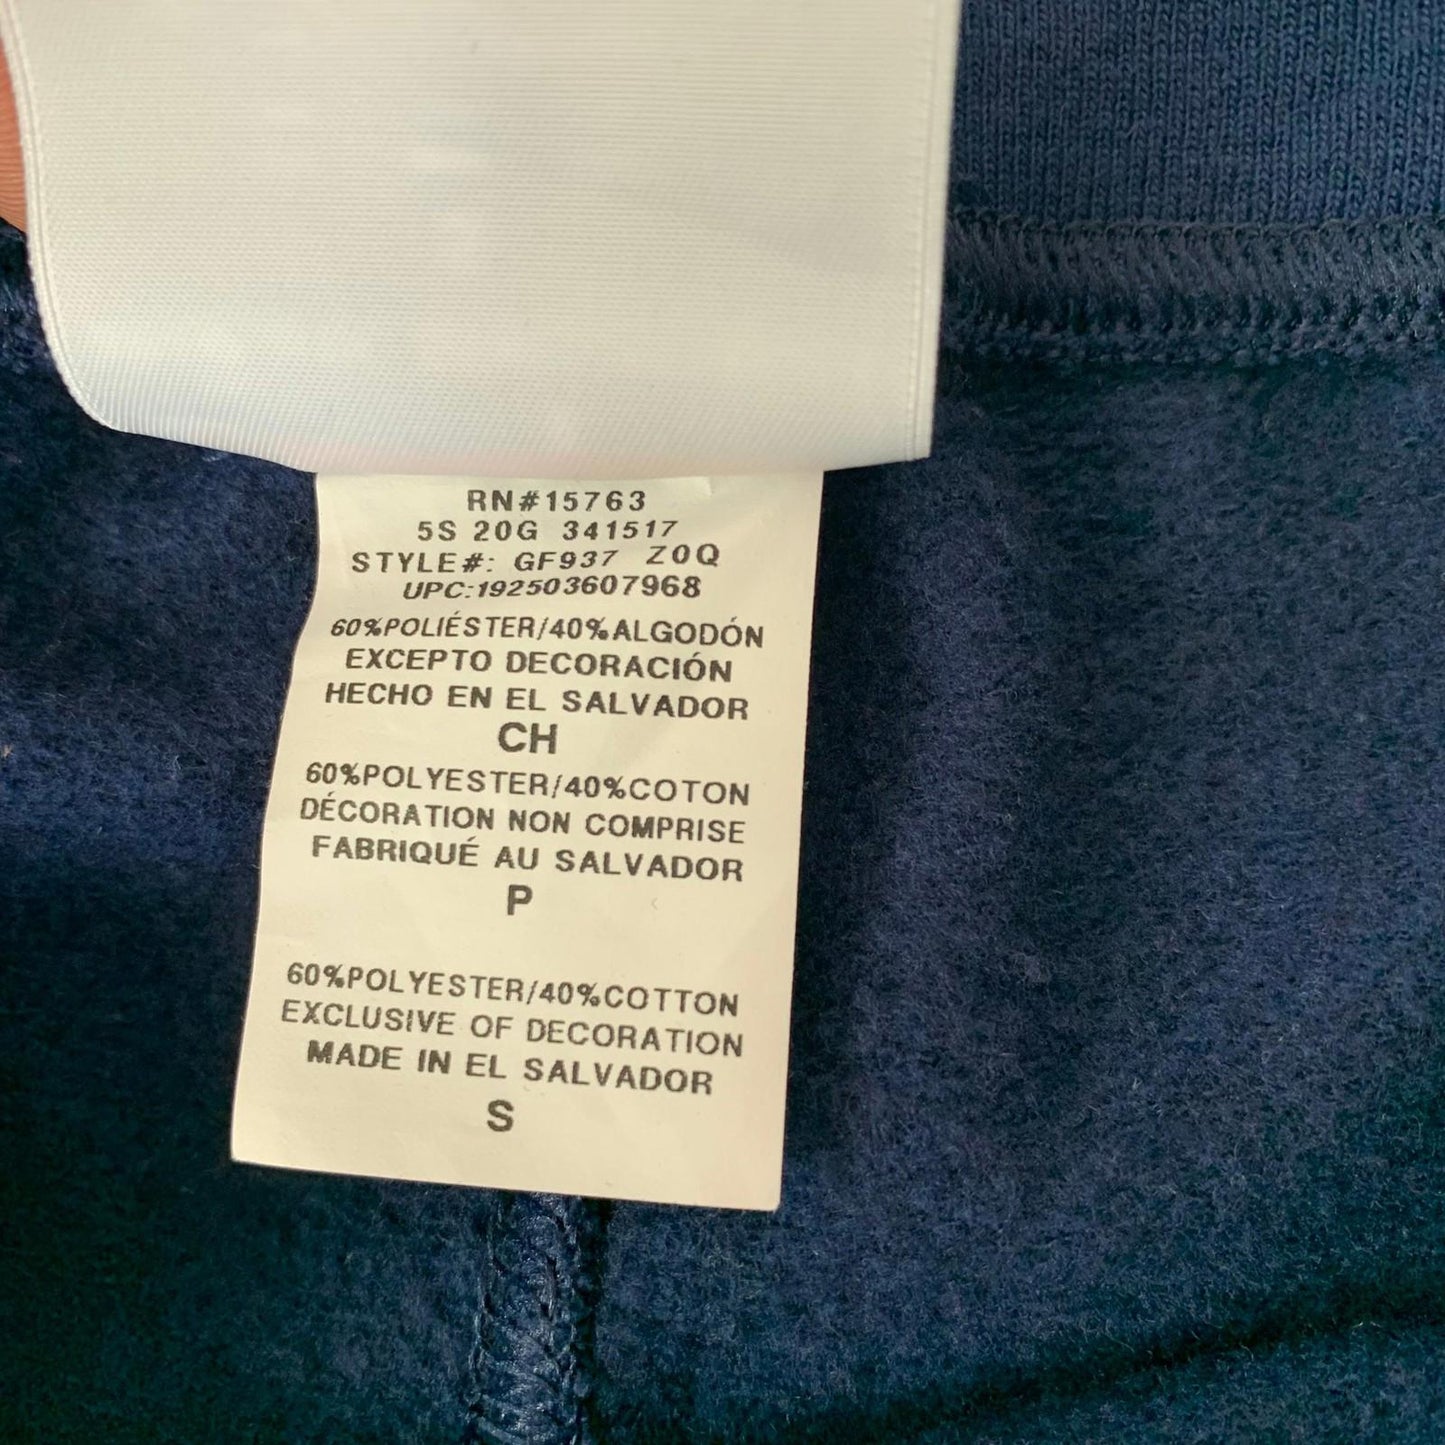 RN#15763
5S 20G 341517
STYLE#: GF937 Z0Q
UPC:192503607968
60%POLIÉSTER/40%ALGODÓN
EXCEPTO DECORACIÓN
HECHO EN EL SALVADOR
CH
60%POLYESTER/40%COTON
DÉCORATION NON COMPRISE
FABRIQUÉ AU SALVADOR
P
60%POLYESTER/40%COTTON
EXCLUSIVE OF DECORATION
MADE IN EL SALVADOR
S